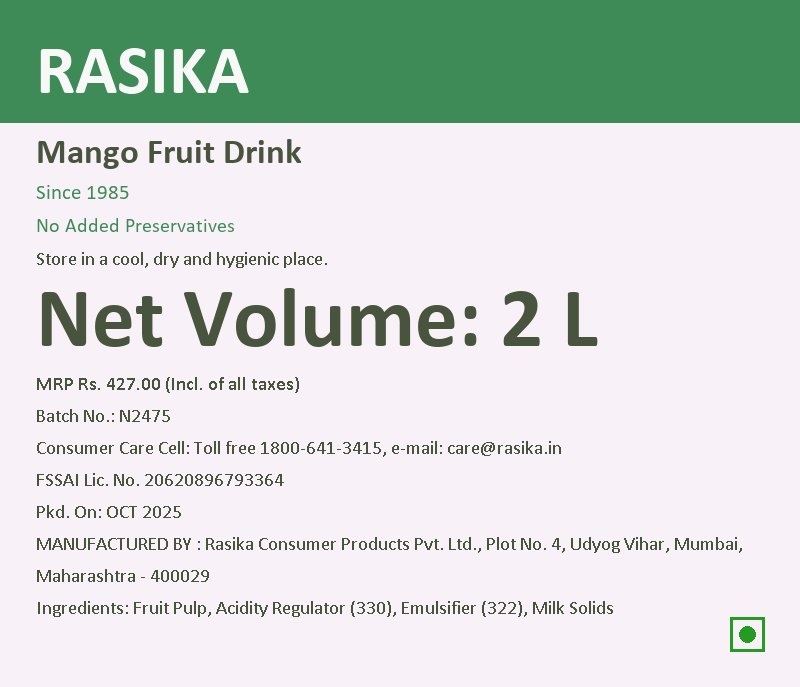 RASIKA
Mango Fruit Drink
Since 1985
No Added Preservatives
Store in a cool, dry and hygienic place.
Net Volume: 2 L
MRP Rs. 427.00 (Incl. of all taxes)
Batch No.: N2475
Consumer Care Cell: Toll free 1800-641-3415, e-mail: care@rasika.in
FSSAI Lic. No. 20620896793364
Pkd. On: OCT 2025
MANUFACTURED BY : Rasika Consumer Products Pvt. Ltd., Plot No. 4, Udyog Vihar, Mumbai,
Maharashtra - 400029
Ingredients: Fruit Pulp, Acidity Regulator (330), Emulsifier (322), Milk Solids